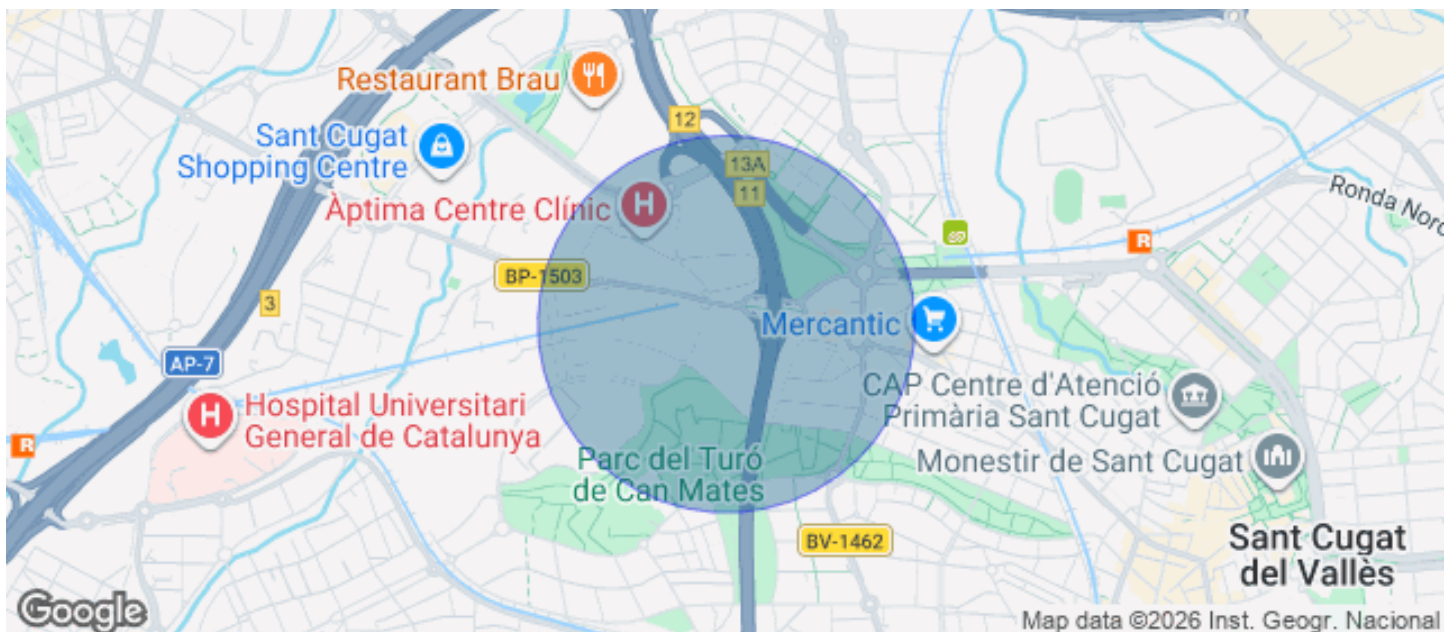 12
Restaurant Brau
Sant Cugat
Shopping Centre
13A
11
Àptima Centre Clínic
H
Ronda Nord
R
BP-1503
3
Mercantic
AP-7
CAP Centre d'Atenció
Primària Sant Cugat
H
Hospital Universitari
General de Catalunya
R
Parc del Turó
de Can Mates
Monestir de Sant Cugat
BV-1462
Sant Cugat
del Vallès
Google
Map data ©2026 Inst. Geogr. Nacional